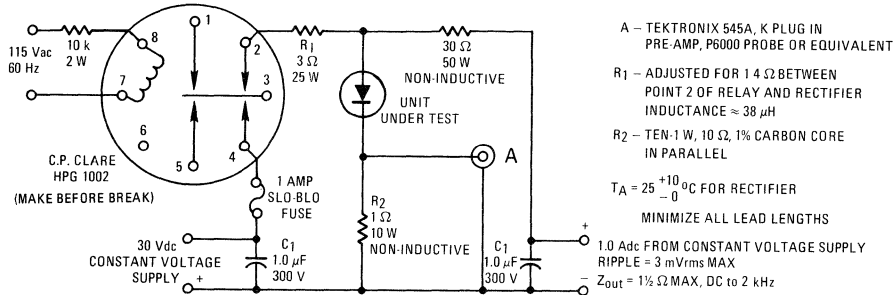 115 Vac
60 Hz
10 k
2 W
8
7
6
1
2
3
4
5
C.P. CLARE
HPG 1002
(MAKE BEFORE BREAK)
R1
3 Ω
25 W
30 Ω
50 W
NON-INDUCTIVE
UNIT
UNDER TEST
A
1 AMP
SLO-BLO
FUSE
R2
1 Ω
10 W
NON-INDUCTIVE
30 Vdc
CONSTANT VOLTAGE
SUPPLY +
C1
1.0 μF
300 V
C1
1.0 μF
300 V
+
1.0 Adc FROM CONSTANT VOLTAGE SUPPLY
RIPPLE = 3 mVrms MAX
– Zout = 1½ Ω MAX, DC to 2 kHz
A – TEKTRONIX 545A, K PLUG IN
PRE-AMP, P6000 PROBE OR EQUIVALENT
R1 – ADJUSTED FOR 1 4 Ω BETWEEN
POINT 2 OF RELAY AND RECTIFIER
INDUCTANCE ≈ 38 μH
R2 – TEN-1 W, 10 Ω, 1% CARBON CORE
IN PARALLEL
TA = 25 +10 –0 °C FOR RECTIFIER
MINIMIZE ALL LEAD LENGTHS